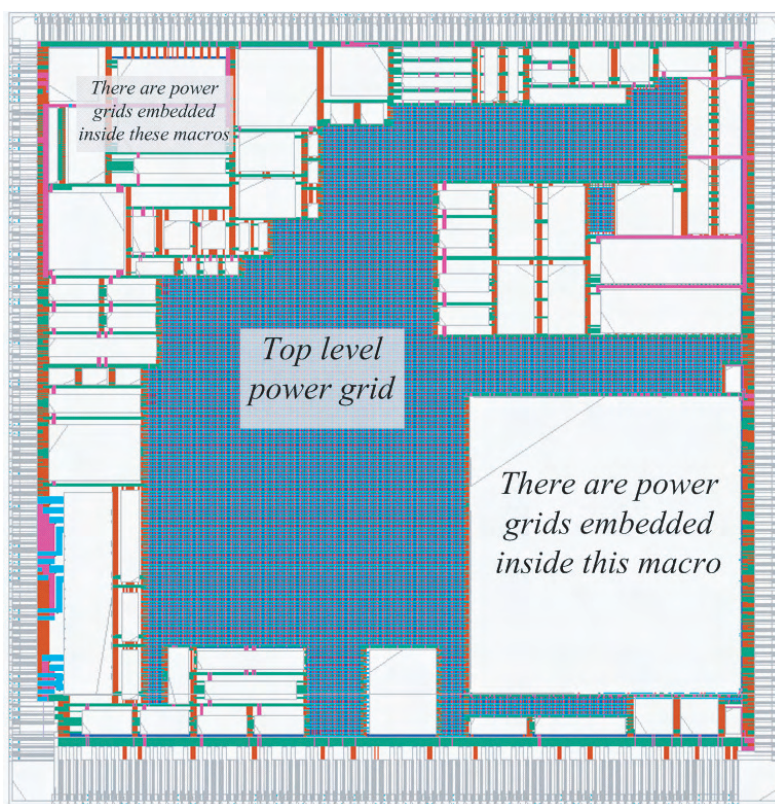 There are power
grids embedded
inside these macros
Top level
power grid
There are power
grids embedded
inside this macro